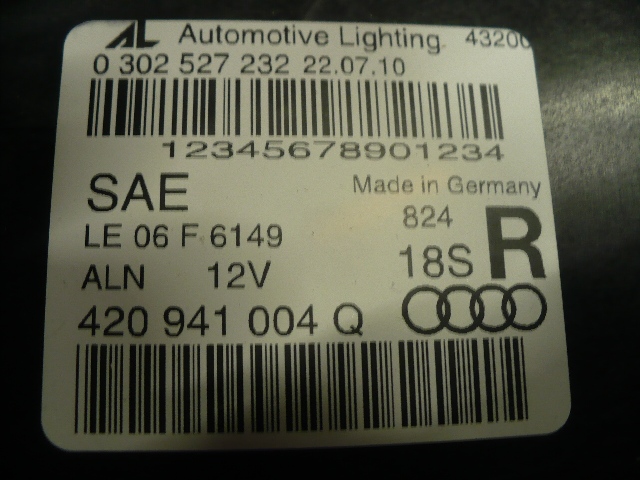 AL Automotive Lighting. 43200
0 302 527 232 22.07.10
12345678901234
SAE Made in Germany
LE 06 F 6149 824
ALN 12V 18S R
420 941 004 Q